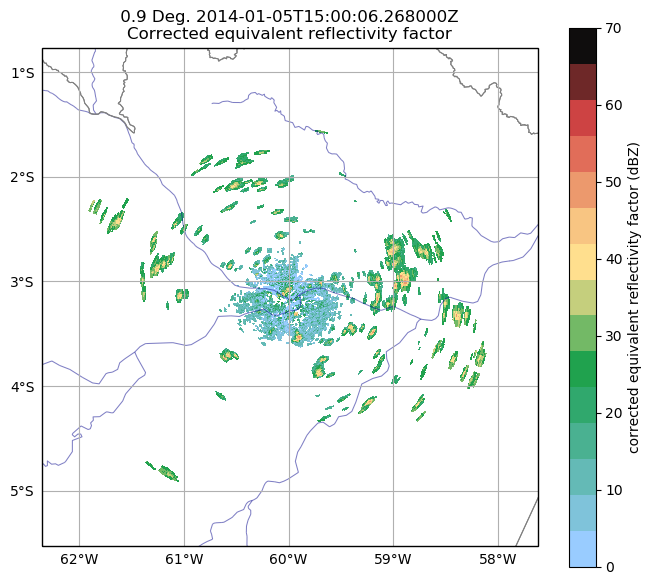 0.9 Deg. 2014-01-05T15:00:06.268000Z
Corrected equivalent reflectivity factor
1°S
2°S
3°S
4°S
5°S
62°W
61°W
60°W
59°W
58°W
70
60
50
40
30
20
10
0
corrected equivalent reflectivity factor (dBZ)